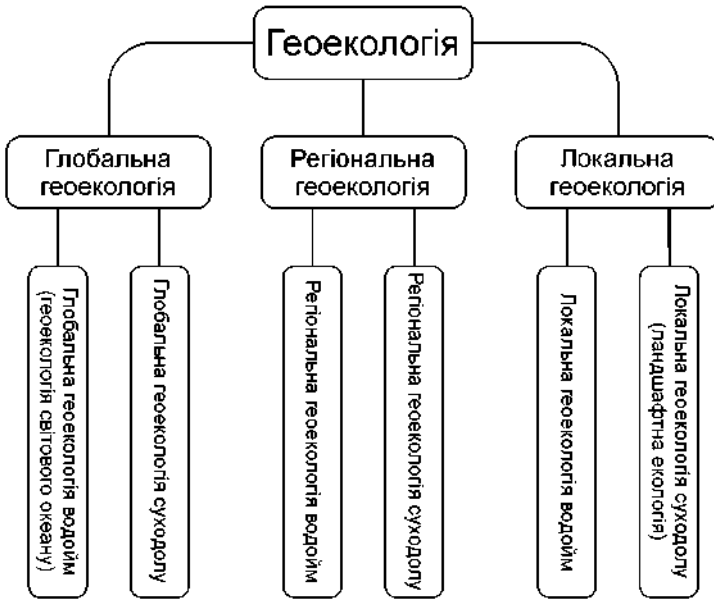 Геоекологія
Глобальна
геоекологія
Регіональна
геоекологія
Локальна
геоекологія
Глобальна геоекологія водойм
(геоекологія світового океану)
Глобальна геоекологія суходолу
Регіональна геоекологія водойм
Регіональна геоекологія суходолу
Локальна геоекологія водойм
Локальна геоекологія суходолу
(ландшафтна екологія)